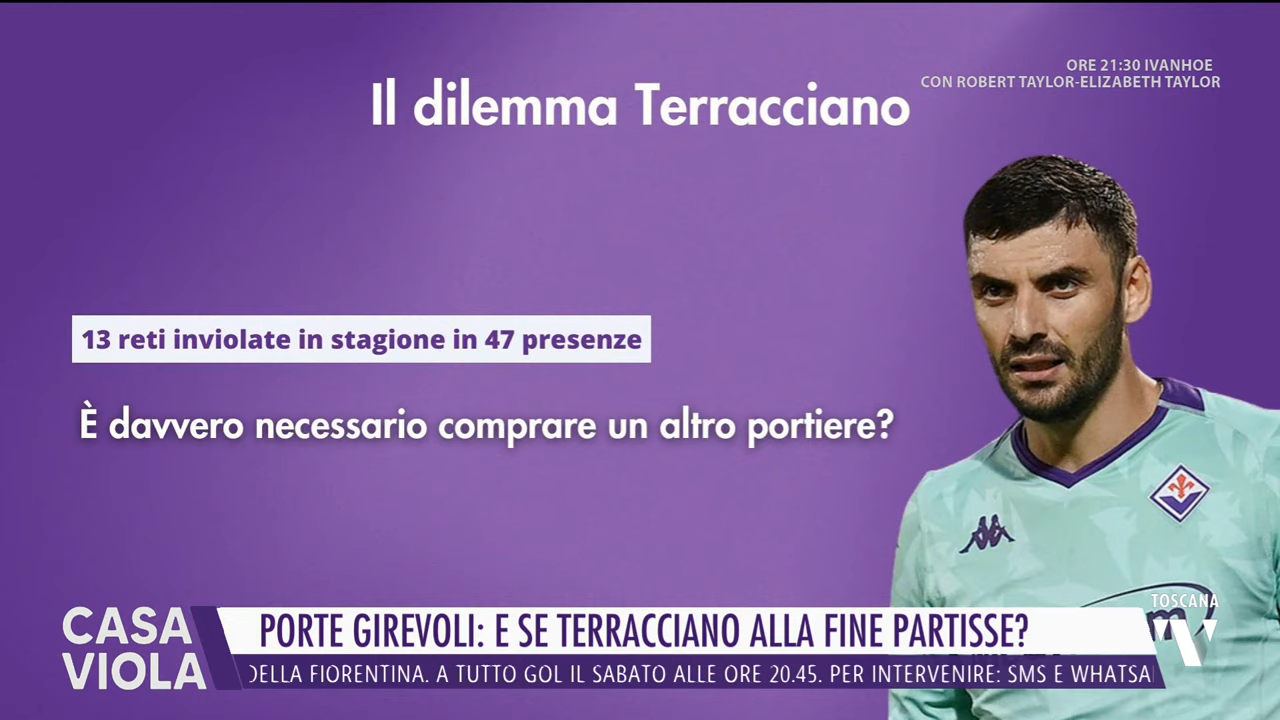 ORE 21:30 IVANHOE
CON ROBERT TAYLOR-ELIZABETH TAYLOR
Il dilemma Terracciano
13 reti inviolate in stagione in 47 presenze
È davvero necessario comprare un altro portiere?
CASA
VIOLA
PORTE GIREVOLI: E SE TERRACCIANO ALLA FINE PARTISSE?
DELLA FIORENTINA. A TUTTO GOL IL SABATO ALLE ORE 20.45. PER INTERVENIRE: SMS E WHATSA
TOSCANA
TV